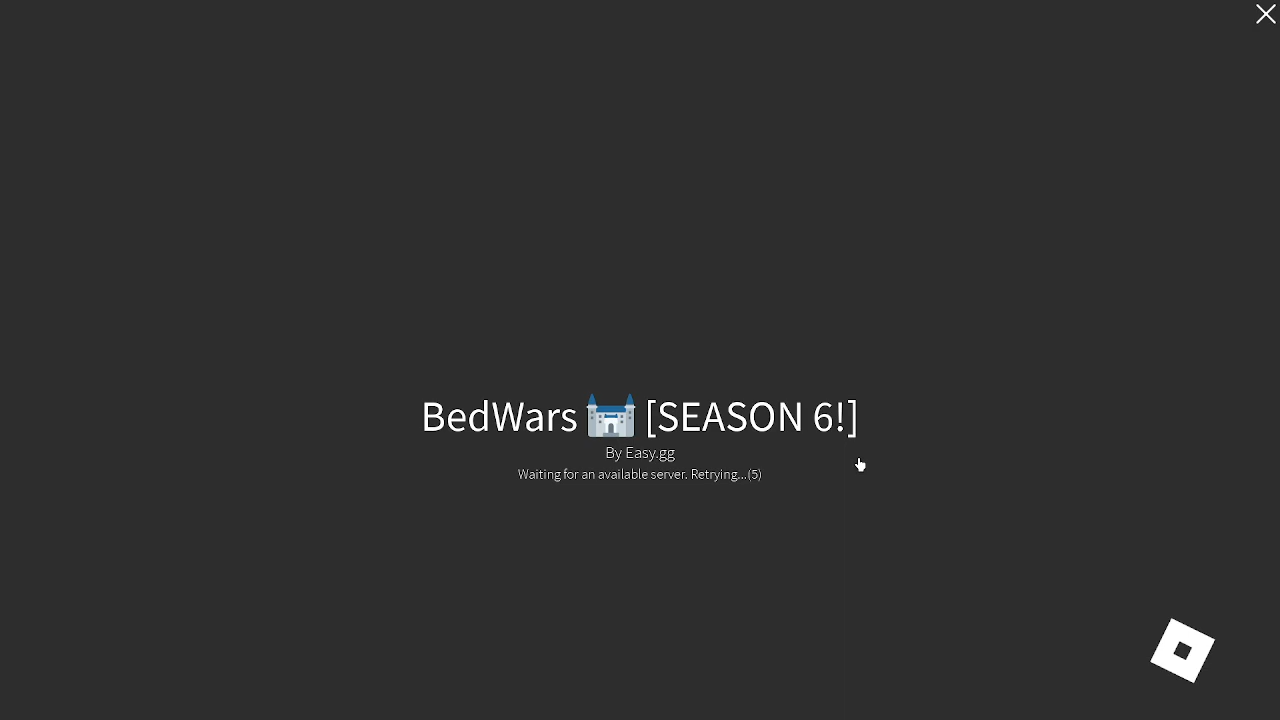 BedWars 🏰 [SEASON 6!]
By Easy.gg
Waiting for an available server. Retrying...(5)